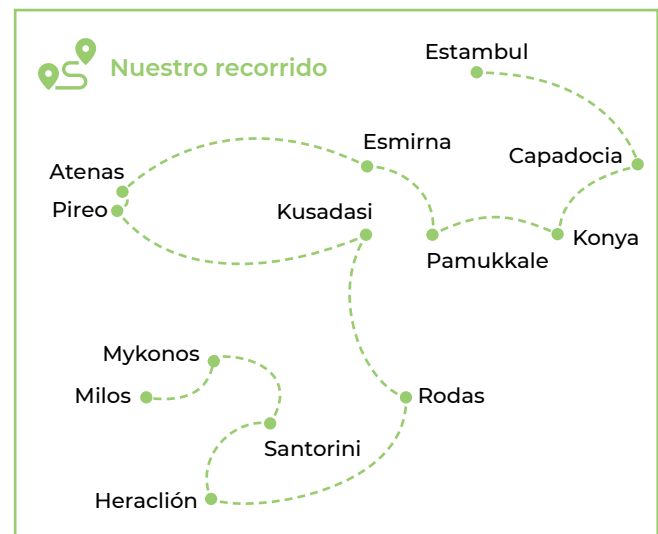 Nuestro recorrido
Estambul
Esmirna
Capadocia
Atenas
Pireo
Kusadasi
Konya
Pamukkale
Mykonos
Milos
Rodas
Santorini
Heraclión